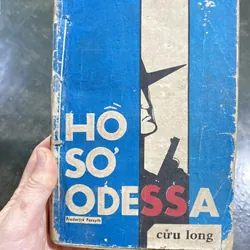 HỒ
SƠ
ODESSA
Frederick Forsyth
cửu long